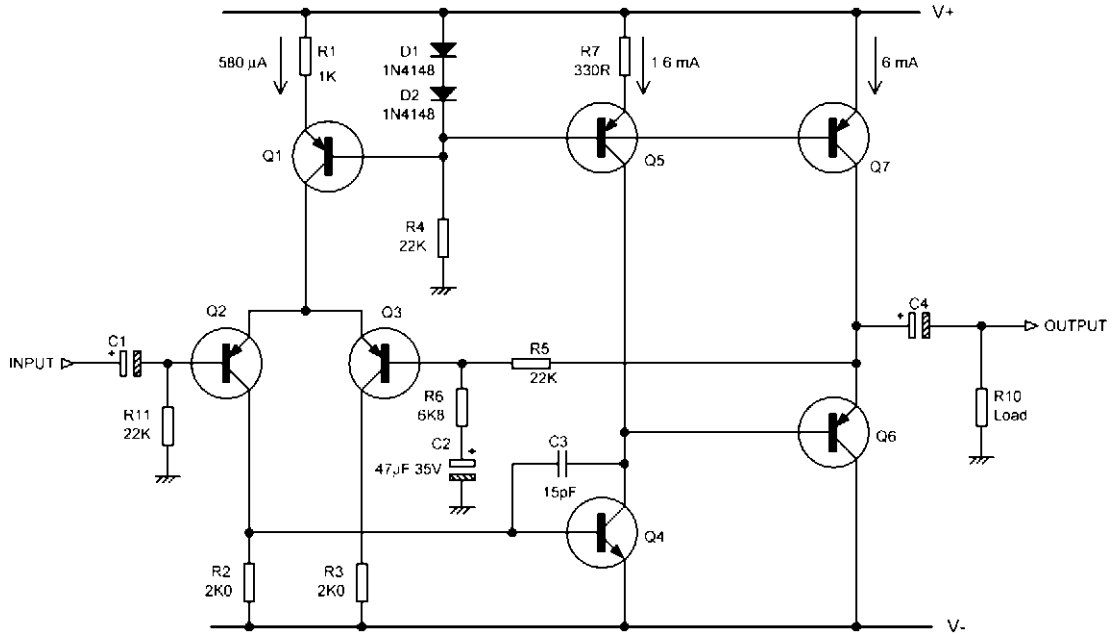 V+
580 µA
R1
1K
D1
1N4148
D2
1N4148
R7
330R
1 6 mA
6 mA
Q1
Q5
Q7
R4
22K
Q2
Q3
C4
OUTPUT
INPUT
C1
R5
22K
R11
22K
R6
6K8
R10
Load
Q6
C2
47µF 35V
C3
15pF
Q4
R2
2K0
R3
2K0
V-